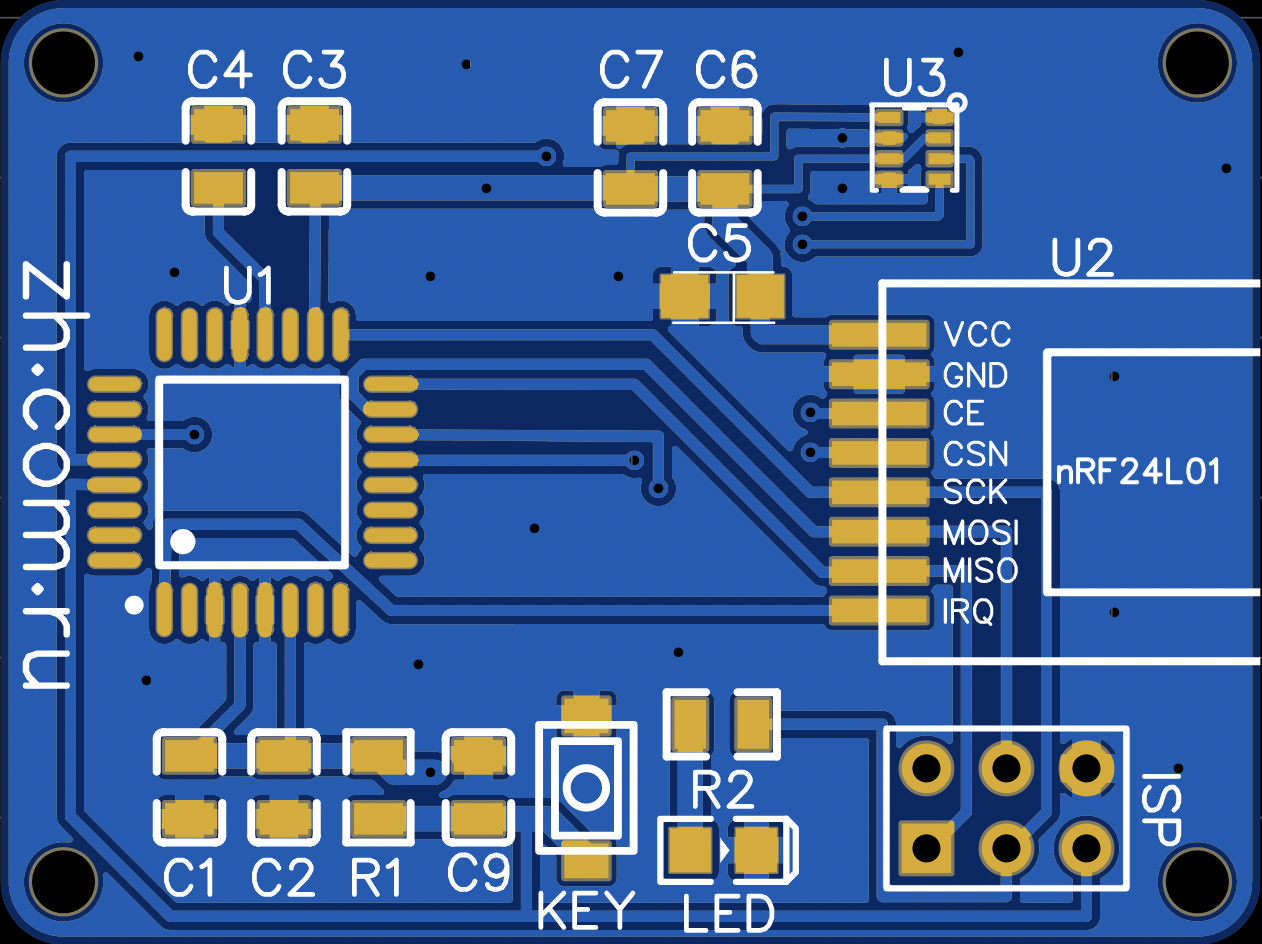 C4 C3 C7 C6 U3
C5
U2
U1
zh.com.ru
VCC
GND
CE
CSN
SCK
MOSI
MISO
IRQ
nRF24L01
R2
ISP
C1 C2 R1 C9
KEY LED